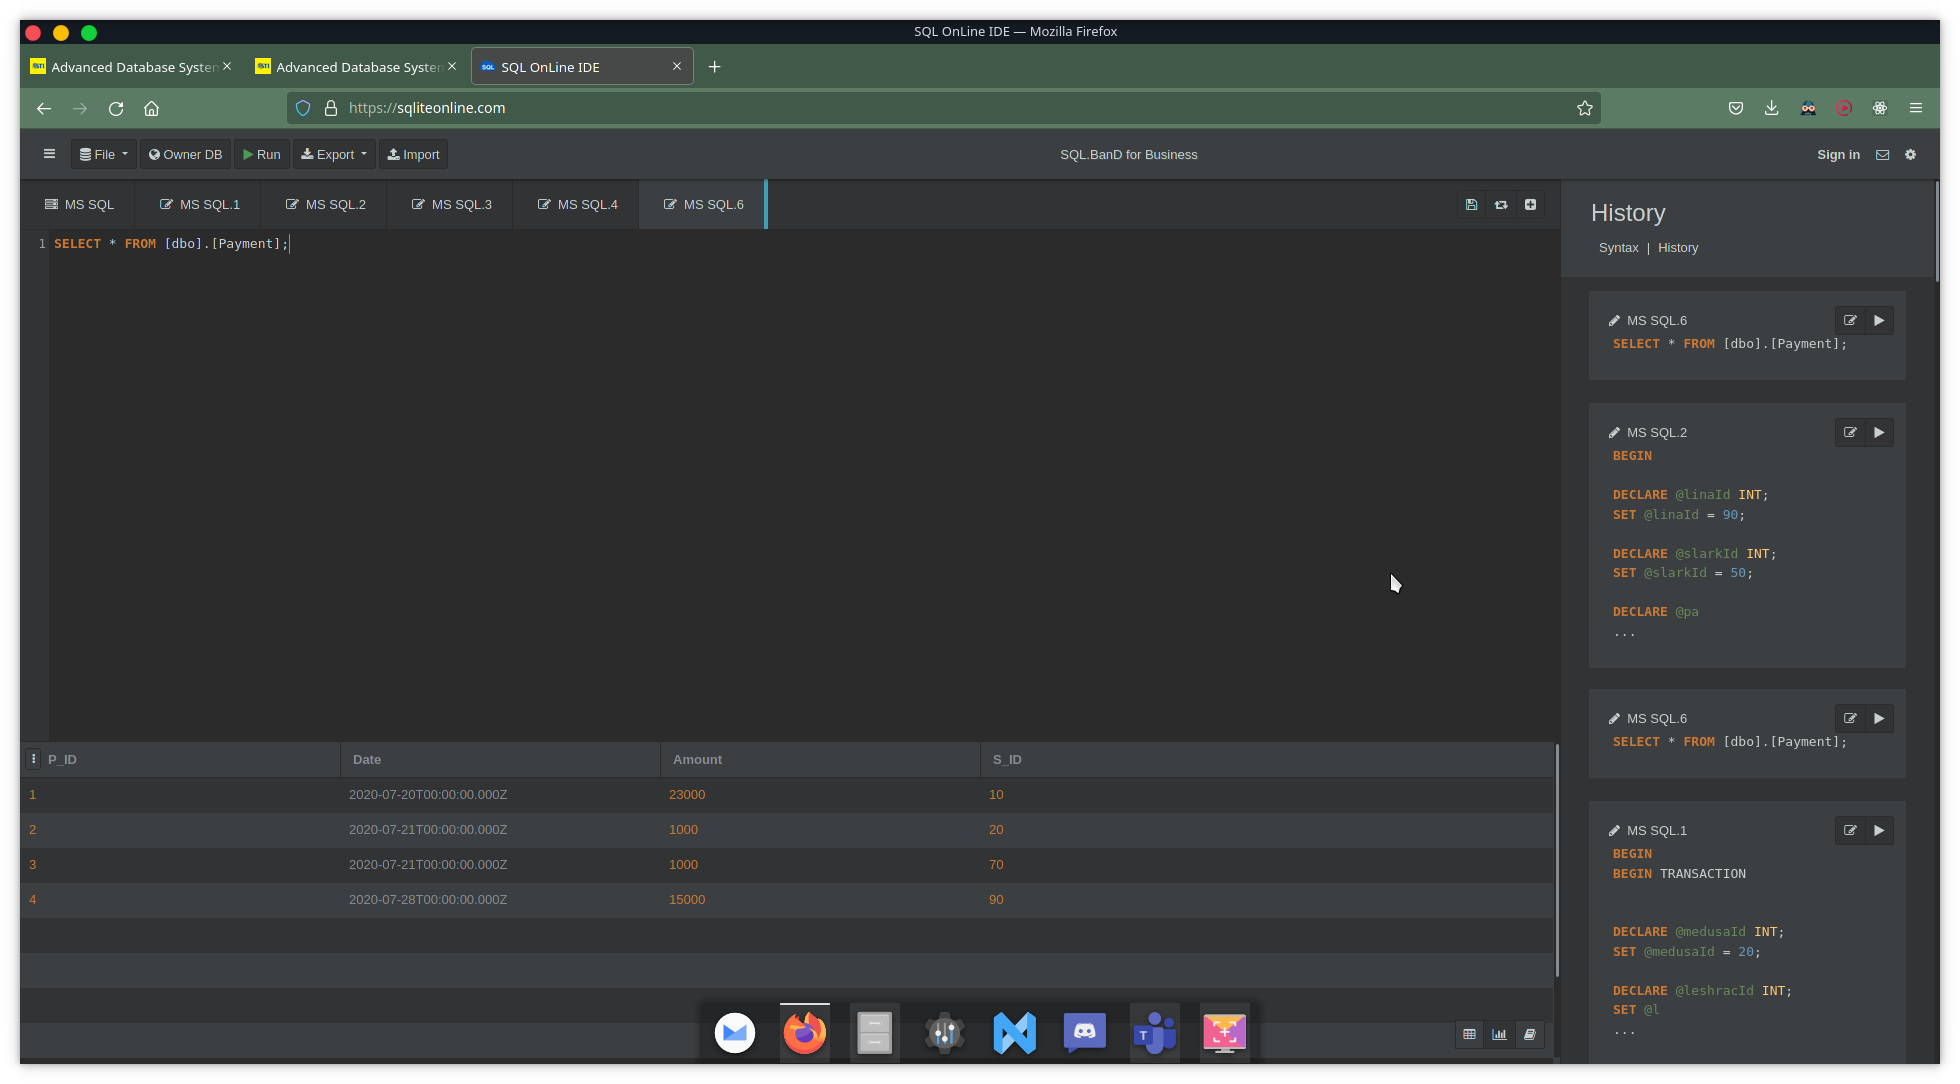 SQL OnLine IDE — Mozilla Firefox
Advanced Database System
Advanced Database System
SQL OnLine IDE
https://sqliteonline.com
File
Owner DB
Run
Export
Import
SQL.BanD for Business
Sign in
MS SQL
MS SQL.1
MS SQL.2
MS SQL.3
MS SQL.4
MS SQL.6
1 SELECT * FROM [dbo].[Payment];
P_ID Date Amount S_ID
1 2020-07-20T00:00:00.000Z 23000 10
2 2020-07-21T00:00:00.000Z 1000 20
3 2020-07-21T00:00:00.000Z 1000 70
4 2020-07-28T00:00:00.000Z 15000 90
History
Syntax | History
MS SQL.6
SELECT * FROM [dbo].[Payment];
MS SQL.2
BEGIN
DECLARE @linaId INT;
SET @linaId = 90;
DECLARE @slarkId INT;
SET @slarkId = 50;
DECLARE @pa
...
MS SQL.6
SELECT * FROM [dbo].[Payment];
MS SQL.1
BEGIN
BEGIN TRANSACTION
DECLARE @medusaId INT;
SET @medusaId = 20;
DECLARE @leshracId INT;
SET @l
...